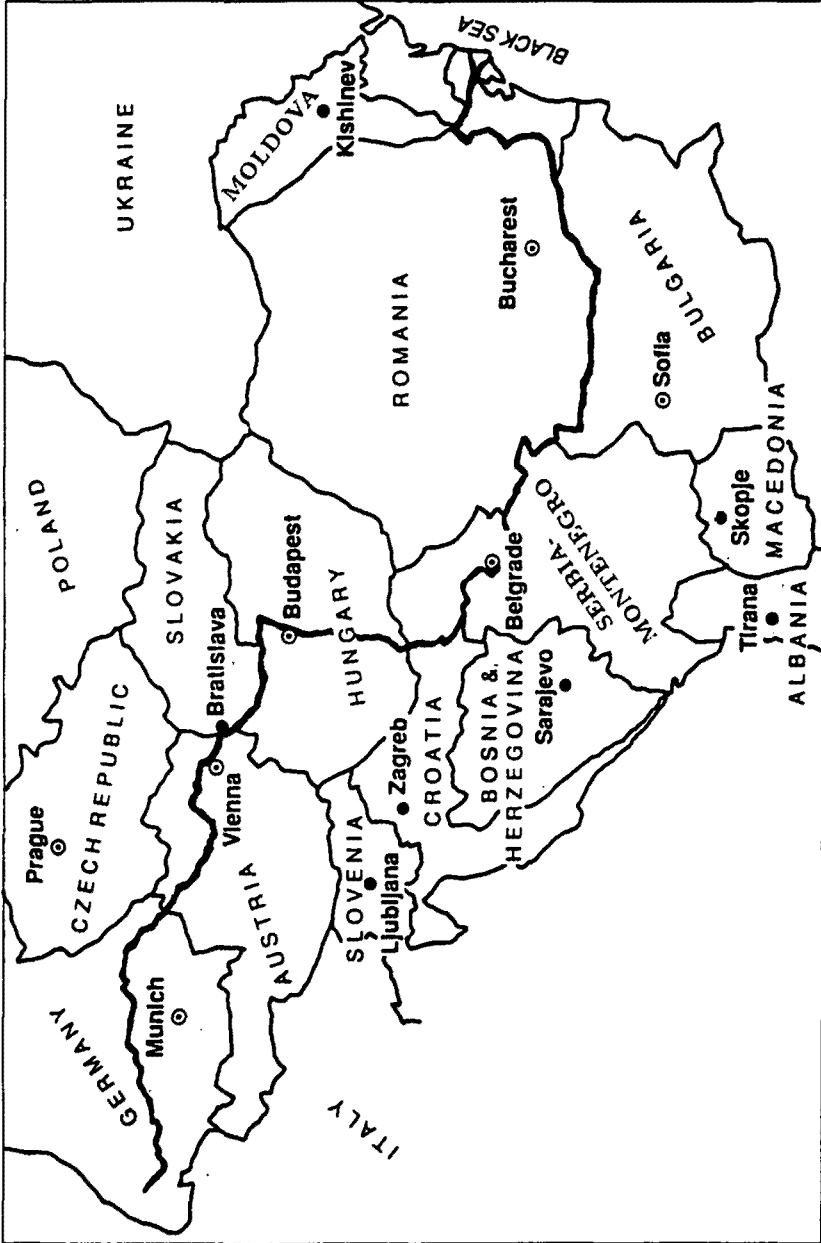 POLAND
UKRAINE
GERMANY
Prague
CZECH REPUBLIC
SLOVAKIA
MOLDOVA
Kishinev
Munich
Vienna
Bratislava
Budapest
AUSTRIA
HUNGARY
ROMANIA
BLACK SEA
ITALY
SLOVENIA
Ljubljana
Zagreb
CROATIA
Belgrade
Bucharest
BOSNIA &
HERZEGOVINA
Sarajevo
SERBIA-
MONTENEGRO
Sofia
BULGARIA
Skopje
MACEDONIA
Tirana
ALBANIA